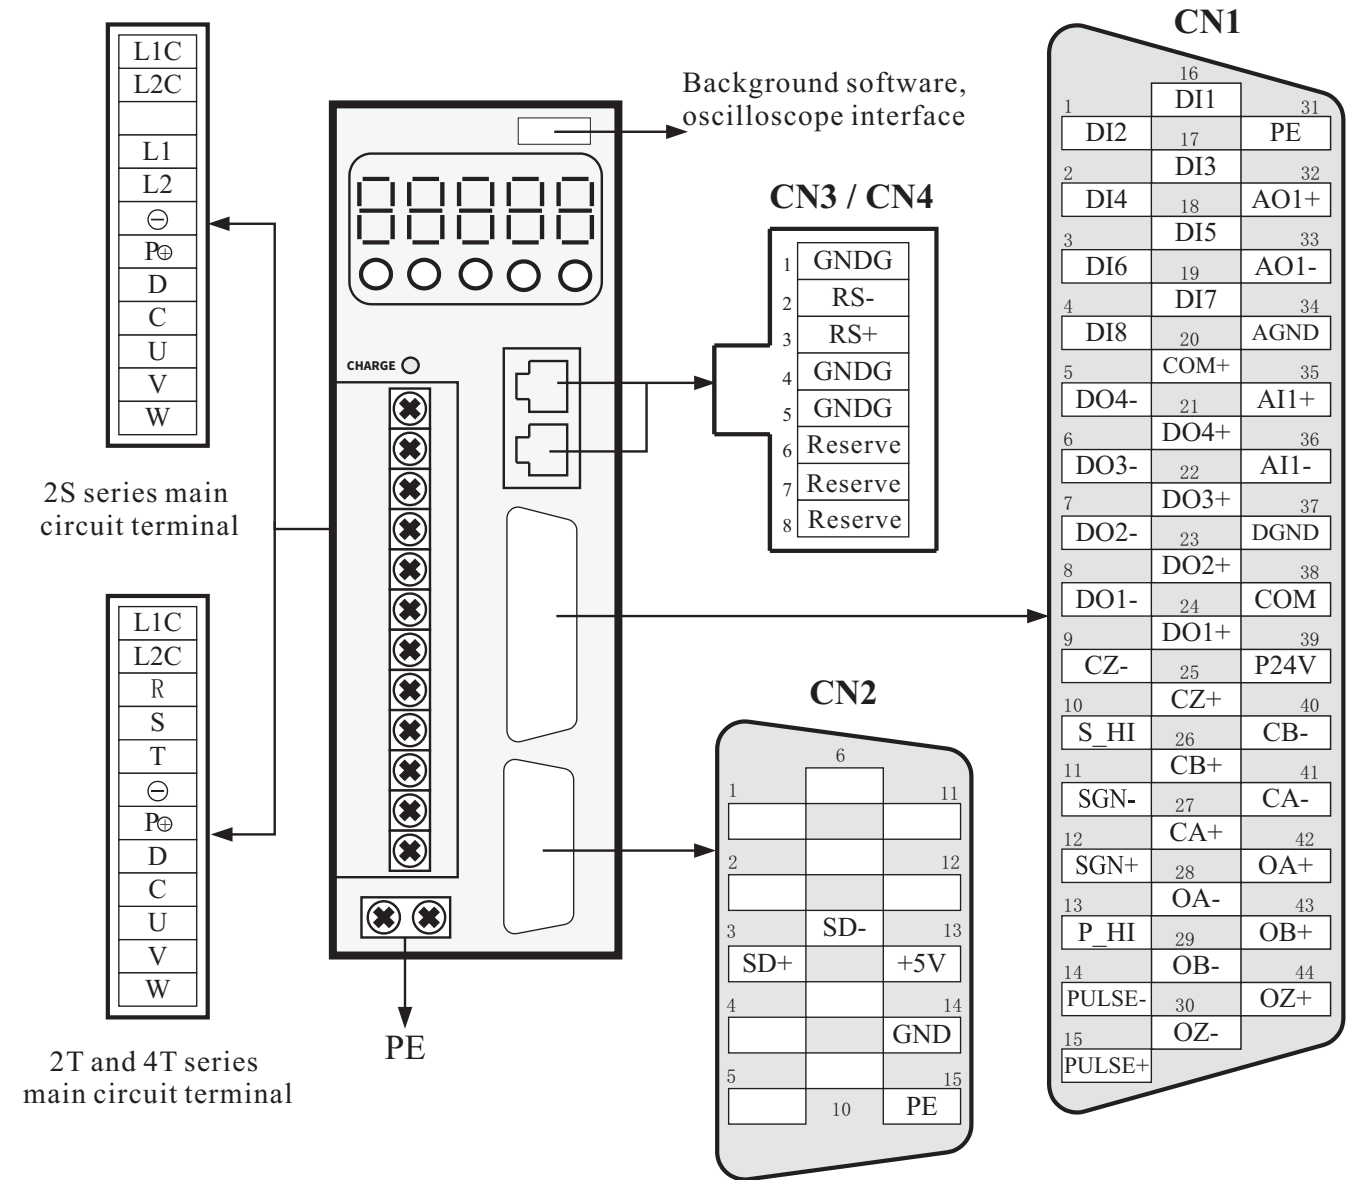 L1C
L2C
L1
L2
⊖
P⊕
D
C
U
V
W
2S series main
circuit terminal
L1C
L2C
R
S
T
⊖
P⊕
D
C
U
V
W
2T and 4T series
main circuit terminal
CHARGE
PE
Background software,
oscilloscope interface
CN3 / CN4
1 GNDG
2 RS-
3 RS+
4 GNDG
5 GNDG
6 Reserve
7 Reserve
8 Reserve
CN2
6
1
11
2
12
SD-
3
13
SD+
+5V
4
14
GND
5
15
10
PE
CN1
16
DI1
1
31
DI2
17
PE
DI3
2
32
DI4
18
AO1+
DI5
3
33
DI6
19
AO1-
DI7
4
34
DI8
20
AGND
COM+
5
35
DO4-
21
AI1+
DO4+
6
36
DO3-
22
AI1-
DO3+
7
37
DO2-
23
DGND
DO2+
8
38
DO1-
24
COM
DO1+
9
39
CZ-
25
P24V
CZ+
10
40
S_HI
26
CB-
CB+
11
41
SGN-
27
CA-
CA+
12
42
SGN+
28
OA+
OA-
13
43
P_HI
29
OB+
OB-
14
44
PULSE-
30
OZ+
OZ-
15
PULSE+